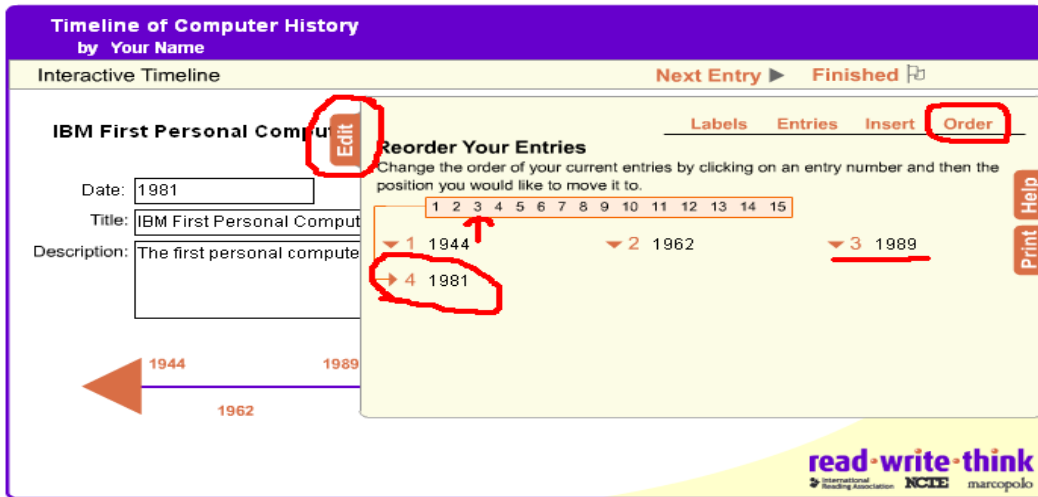 Timeline of Computer History
by Your Name
Interactive Timeline
Next Entry
Finished
Labels Entries Insert Order
IBM First Personal Compu
Edit
Reorder Your Entries
Change the order of your current entries by clicking on an entry number and then the
position you would like to move it to.
1 2 3 4 5 6 7 8 9 10 11 12 13 14 15
1 1944
2 1962
3 1989
4 1981
Help
Print
Date: 1981
Title: IBM First Personal Comput
Description: The first personal compute
1944
1989
1962
read·write·think
International
Reading Association
NCTE
marcopolo